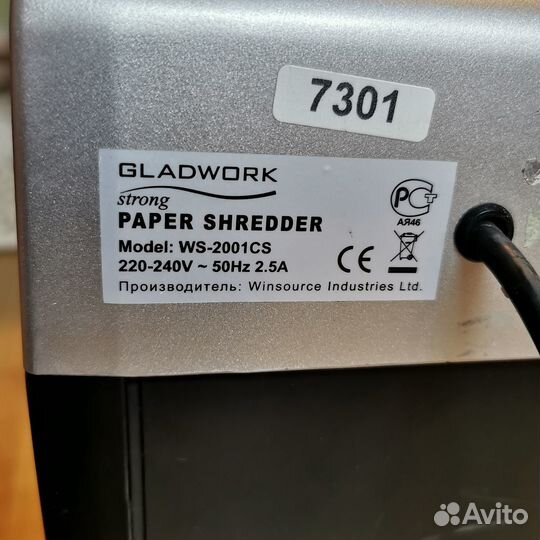 7301
GLADWORK
strong
PAPER SHREDDER
Model: WS-2001CS
220-240V ~ 50Hz 2.5A
Производитель: Winsource Industries Ltd.
РСТ
АЯ46
CE
Avito